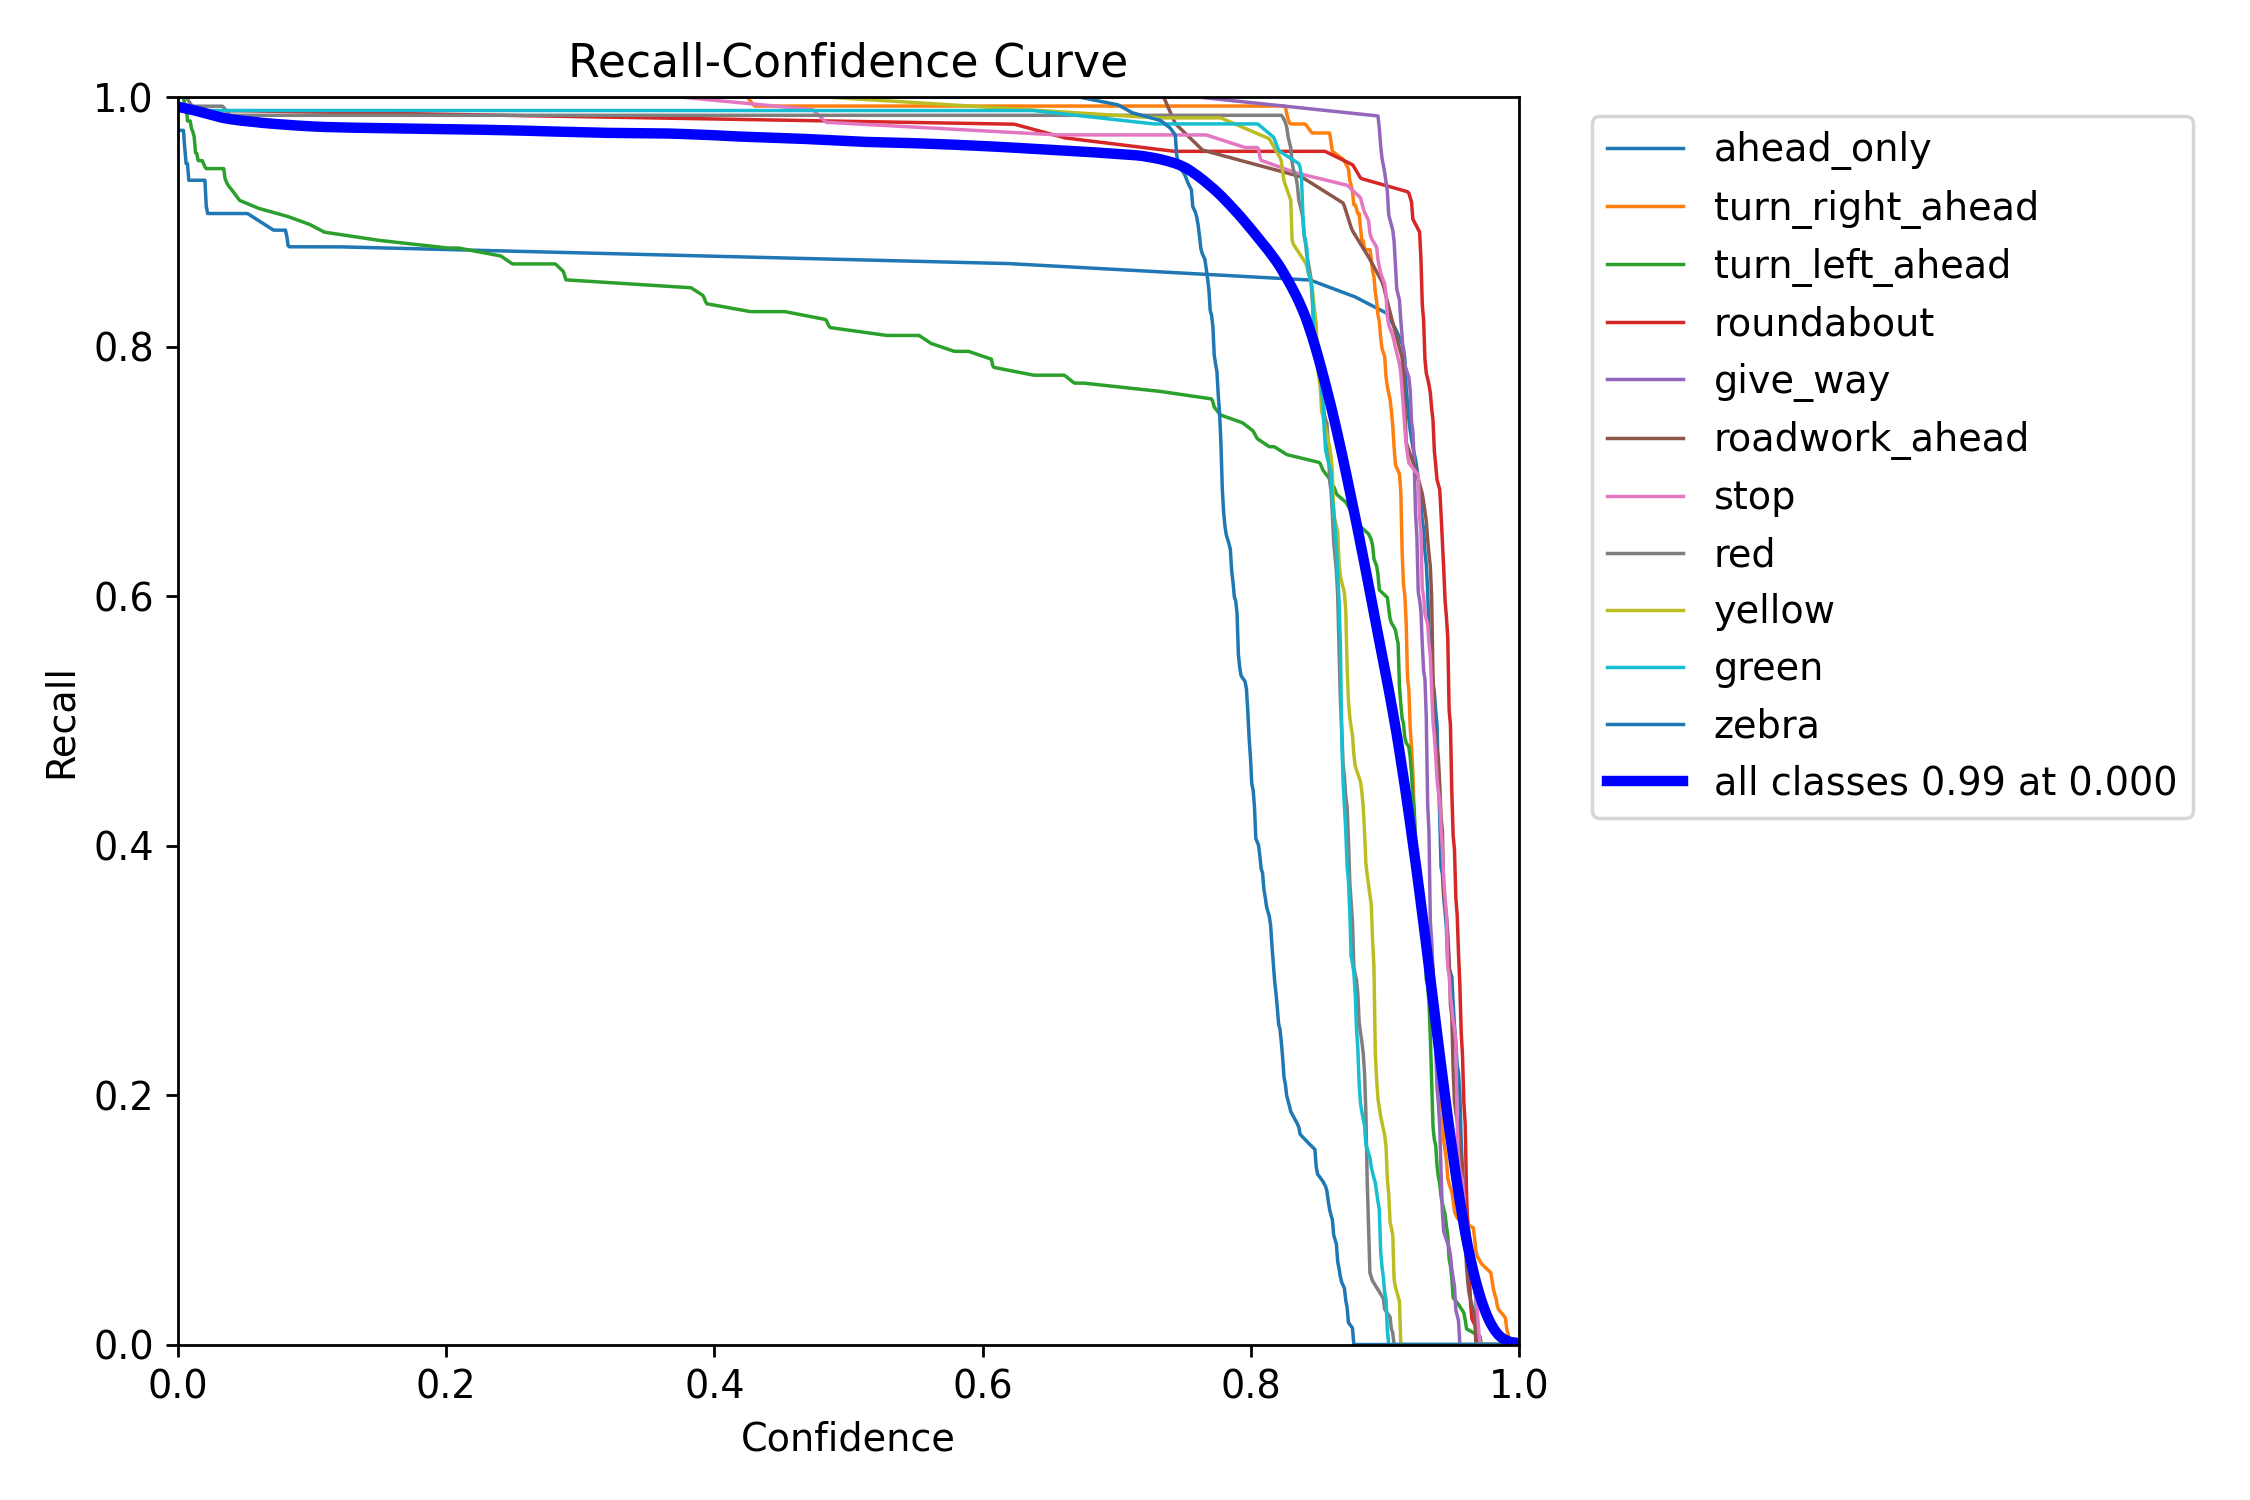 Recall-Confidence Curve
1.0
0.8
0.6
0.4
0.2
0.0
Recall
0.0 0.2 0.4 0.6 0.8 1.0
Confidence
ahead_only
turn_right_ahead
turn_left_ahead
roundabout
give_way
roadwork_ahead
stop
red
yellow
green
zebra
all classes 0.99 at 0.000